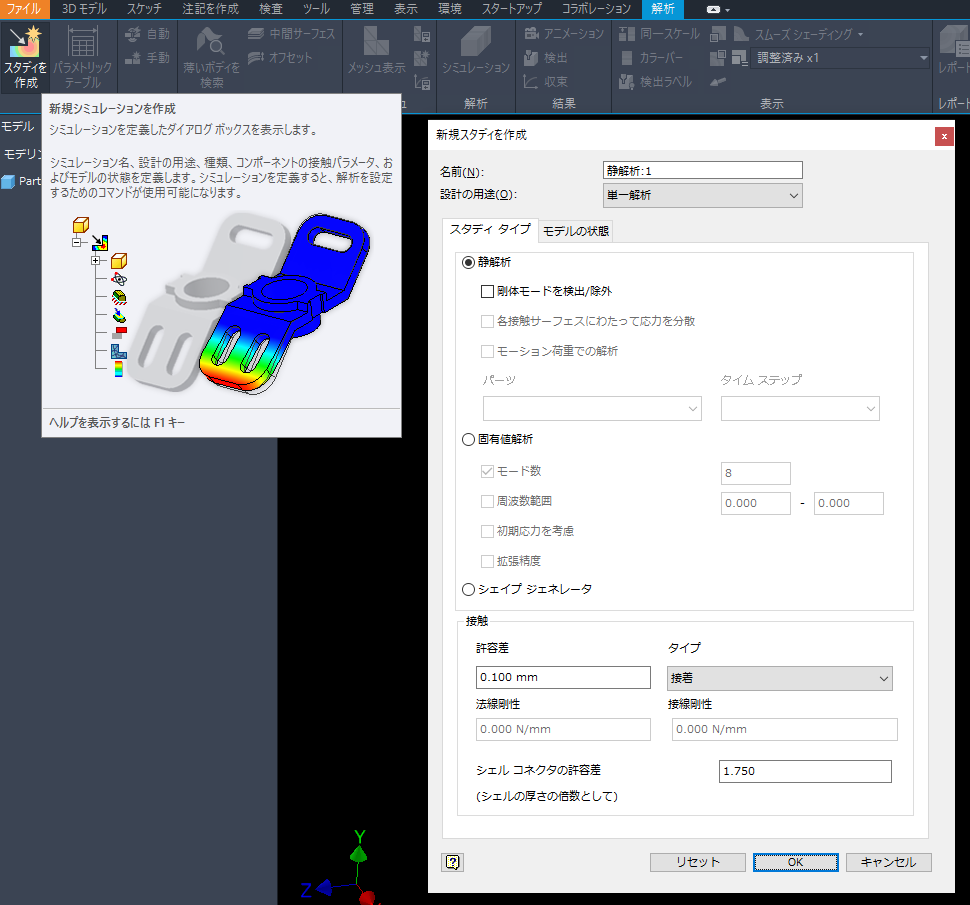 ファイル 3D モデル スケッチ 注記を作成 検査 ツール 管理 表示 環境 スタートアップ コラボレーション 解析
スタディを
作成
パラメトリック
テーブル
自動
手動
薄いボディを
検索
中間サーフェス
オフセット
メッシュ表示
シミュレーション
解析
アニメーション
検出
収束
結果
同一スケール
カラーバー
検出ラベル
スムーズ シェーディング
調整済み x1
表示
レポート
レポート
モデル
モデリン
Part
新規シミュレーションを作成
シミュレーションを定義したダイアログ ボックスを表示します。
シミュレーション名、設計の用途、種類、コンポーネントの接触パラメータ、お
よびモデルの状態を定義します。シミュレーションを定義すると、解析を設定
するためのコマンドが使用可能になります。
ヘルプを表示するには F1 キー
新規スタディを作成
x
名前(N):
静解析:1
設計の用途(O):
単一解析
スタディ タイプ モデルの状態
静解析
剛体モードを検出/除外
各接触サーフェスにわたって応力を分散
モーション荷重での解析
パーツ タイム ステップ
固有値解析
モード数 8
周波数範囲 0.000 - 0.000
初期応力を考慮
拡張精度
シェイプ ジェネレータ
接触
許容差 タイプ
0.100 mm 接着
法線剛性 接線剛性
0.000 N/mm 0.000 N/mm
シェル コネクタの許容差 1.750
(シェルの厚さの倍数として)
? リセット OK キャンセル
Y
Z